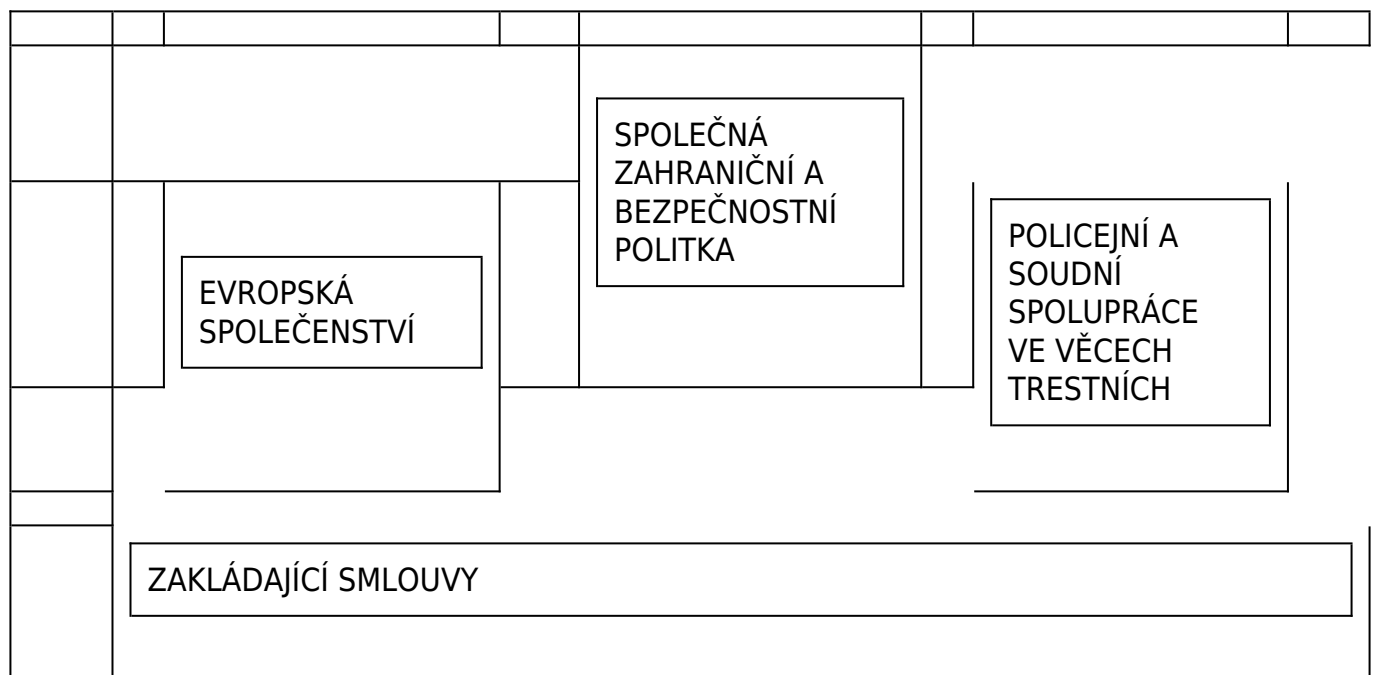 SPOLEČNÁ
ZAHRANIČNÍ A
BEZPEČNOSTNÍ
POLITKA
EVROPSKÁ
SPOLEČENSTVÍ
POLICEJNÍ A
SOUDNÍ
SPOLUPRÁCE
VE VĚCECH
TRESTNÍCH
ZAKLÁDAJÍCÍ SMLOUVY